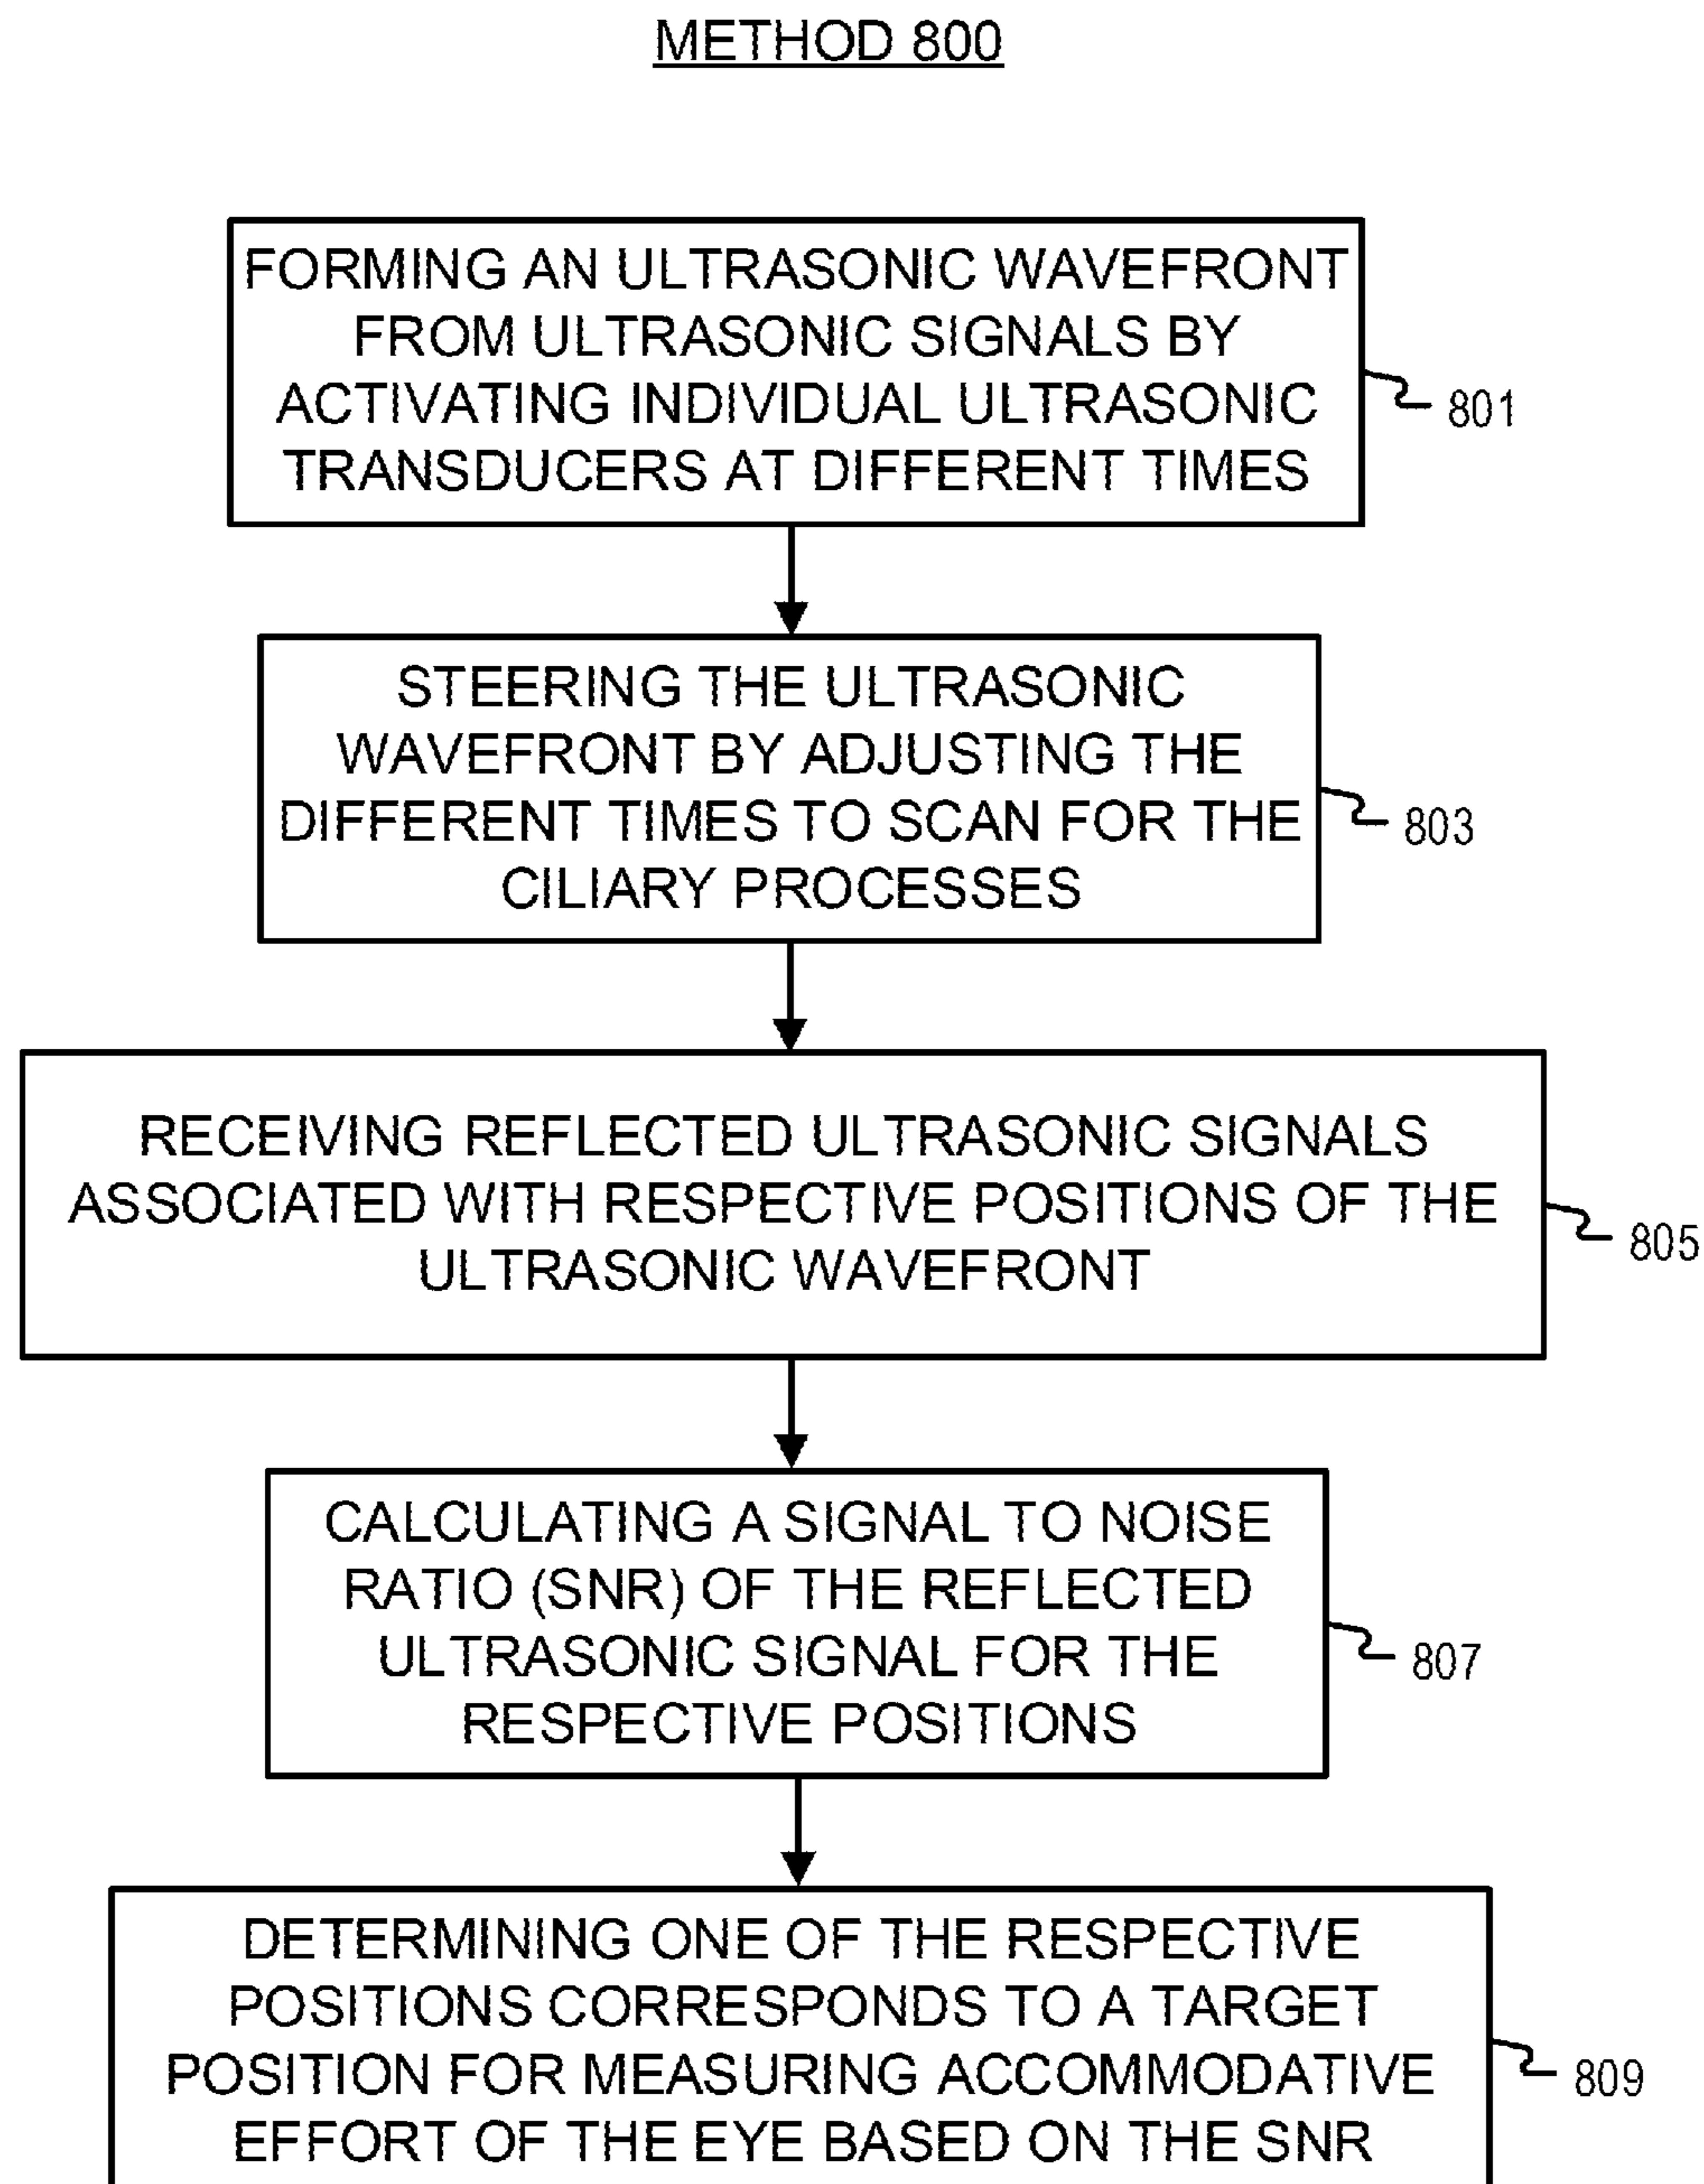 METHOD 800
FORMING AN ULTRASONIC WAVEFRONT
FROM ULTRASONIC SIGNALS BY
ACTIVATING INDIVIDUAL ULTRASONIC
TRANSDUCERS AT DIFFERENT TIMES
801
STEERING THE ULTRASONIC
WAVEFRONT BY ADJUSTING THE
DIFFERENT TIMES TO SCAN FOR THE
CILIARY PROCESSES
803
RECEIVING REFLECTED ULTRASONIC SIGNALS
ASSOCIATED WITH RESPECTIVE POSITIONS OF THE
ULTRASONIC WAVEFRONT
805
CALCULATING A SIGNAL TO NOISE
RATIO (SNR) OF THE REFLECTED
ULTRASONIC SIGNAL FOR THE
RESPECTIVE POSITIONS
807
DETERMINING ONE OF THE RESPECTIVE
POSITIONS CORRESPONDS TO A TARGET
POSITION FOR MEASURING ACCOMMODATIVE
EFFORT OF THE EYE BASED ON THE SNR
809